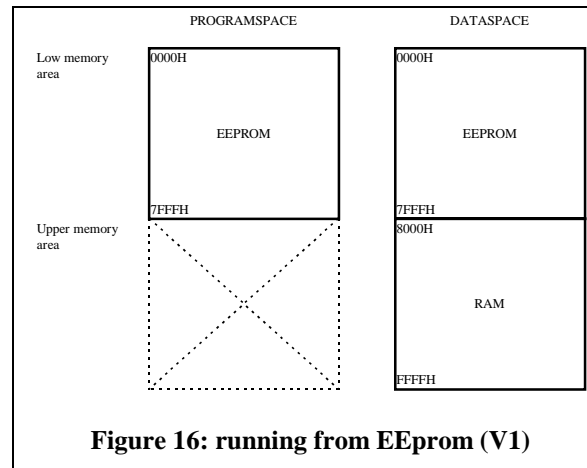 PROGRAMSPACE
DATASPACE
Low memory
area
0000H
EEPROM
7FFFH
0000H
EEPROM
7FFFH
Upper memory
area
8000H
RAM
FFFFH
Figure 16: running from EEprom (V1)